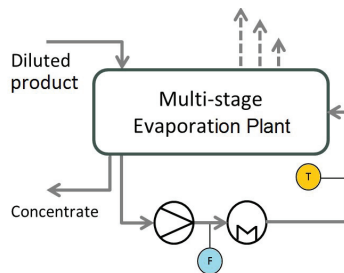 Diluted
product
Multi-stage
Evaporation Plant
T
Concentrate
F